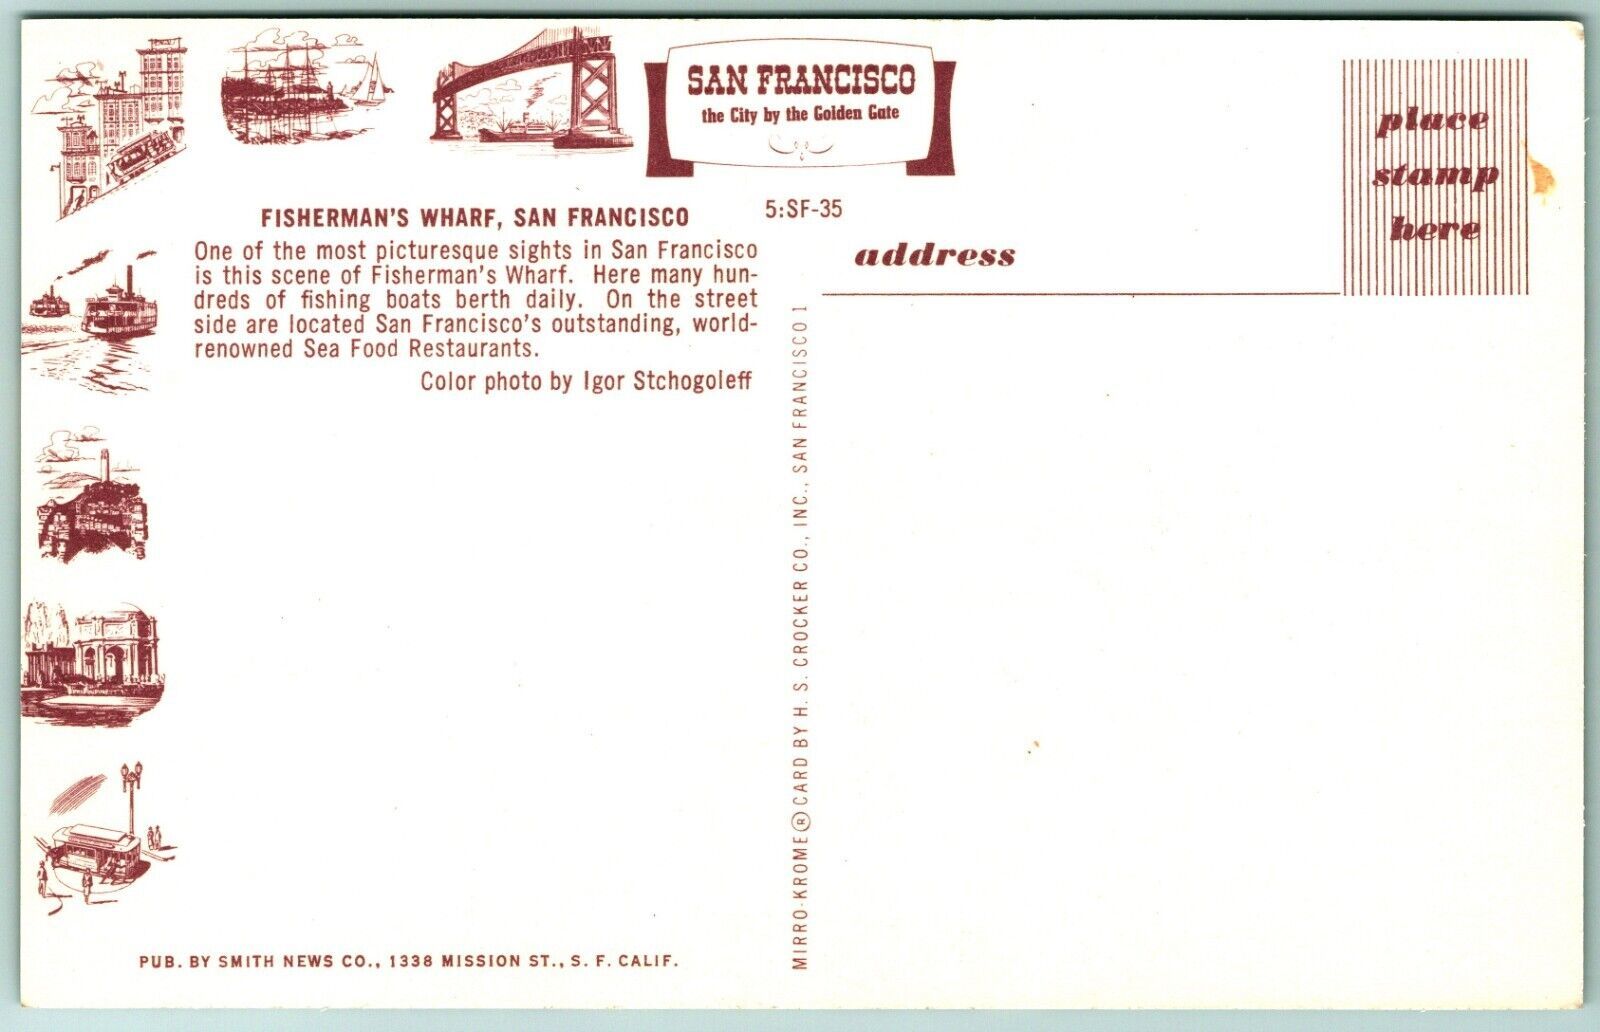 SAN FRANCISCO
the City by the Golden Gate
place
stamp
here
FISHERMAN'S WHARF, SAN FRANCISCO
5:SF-35
One of the most picturesque sights in San Francisco
is this scene of Fisherman's Wharf. Here many hun-
dreds of fishing boats berth daily. On the street
side are located San Francisco's outstanding, world-
renowned Sea Food Restaurants.
Color photo by Igor Stchogoleff
address
MIRRO-KROME® CARD BY H. S. CROCKER CO., INC., SAN FRANCISCO 1
PUB. BY SMITH NEWS CO., 1338 MISSION ST., S. F. CALIF.